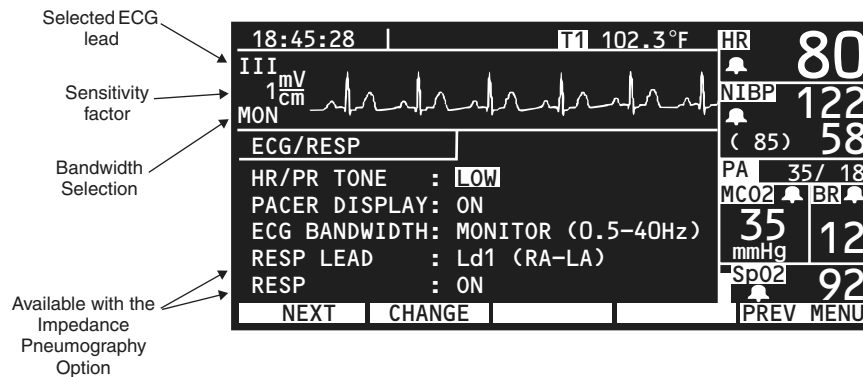 Selected ECG
lead
Sensitivity
factor
Bandwidth
Selection
Available with the
Impedance
Pneumography
Option
18:45:28
T1 102.3°F
III
1 mV
cm
MON
ECG/RESP
HR/PR TONE : LOW
PACER DISPLAY: ON
ECG BANDWIDTH: MONITOR (0.5–40Hz)
RESP LEAD : Ld1 (RA–LA)
RESP : ON
NEXT CHANGE PREV MENU
HR
80
NIBP
122
( 85) 58
PA 35/ 18
MCO2 BR
35
mmHg
12
SpO2
92